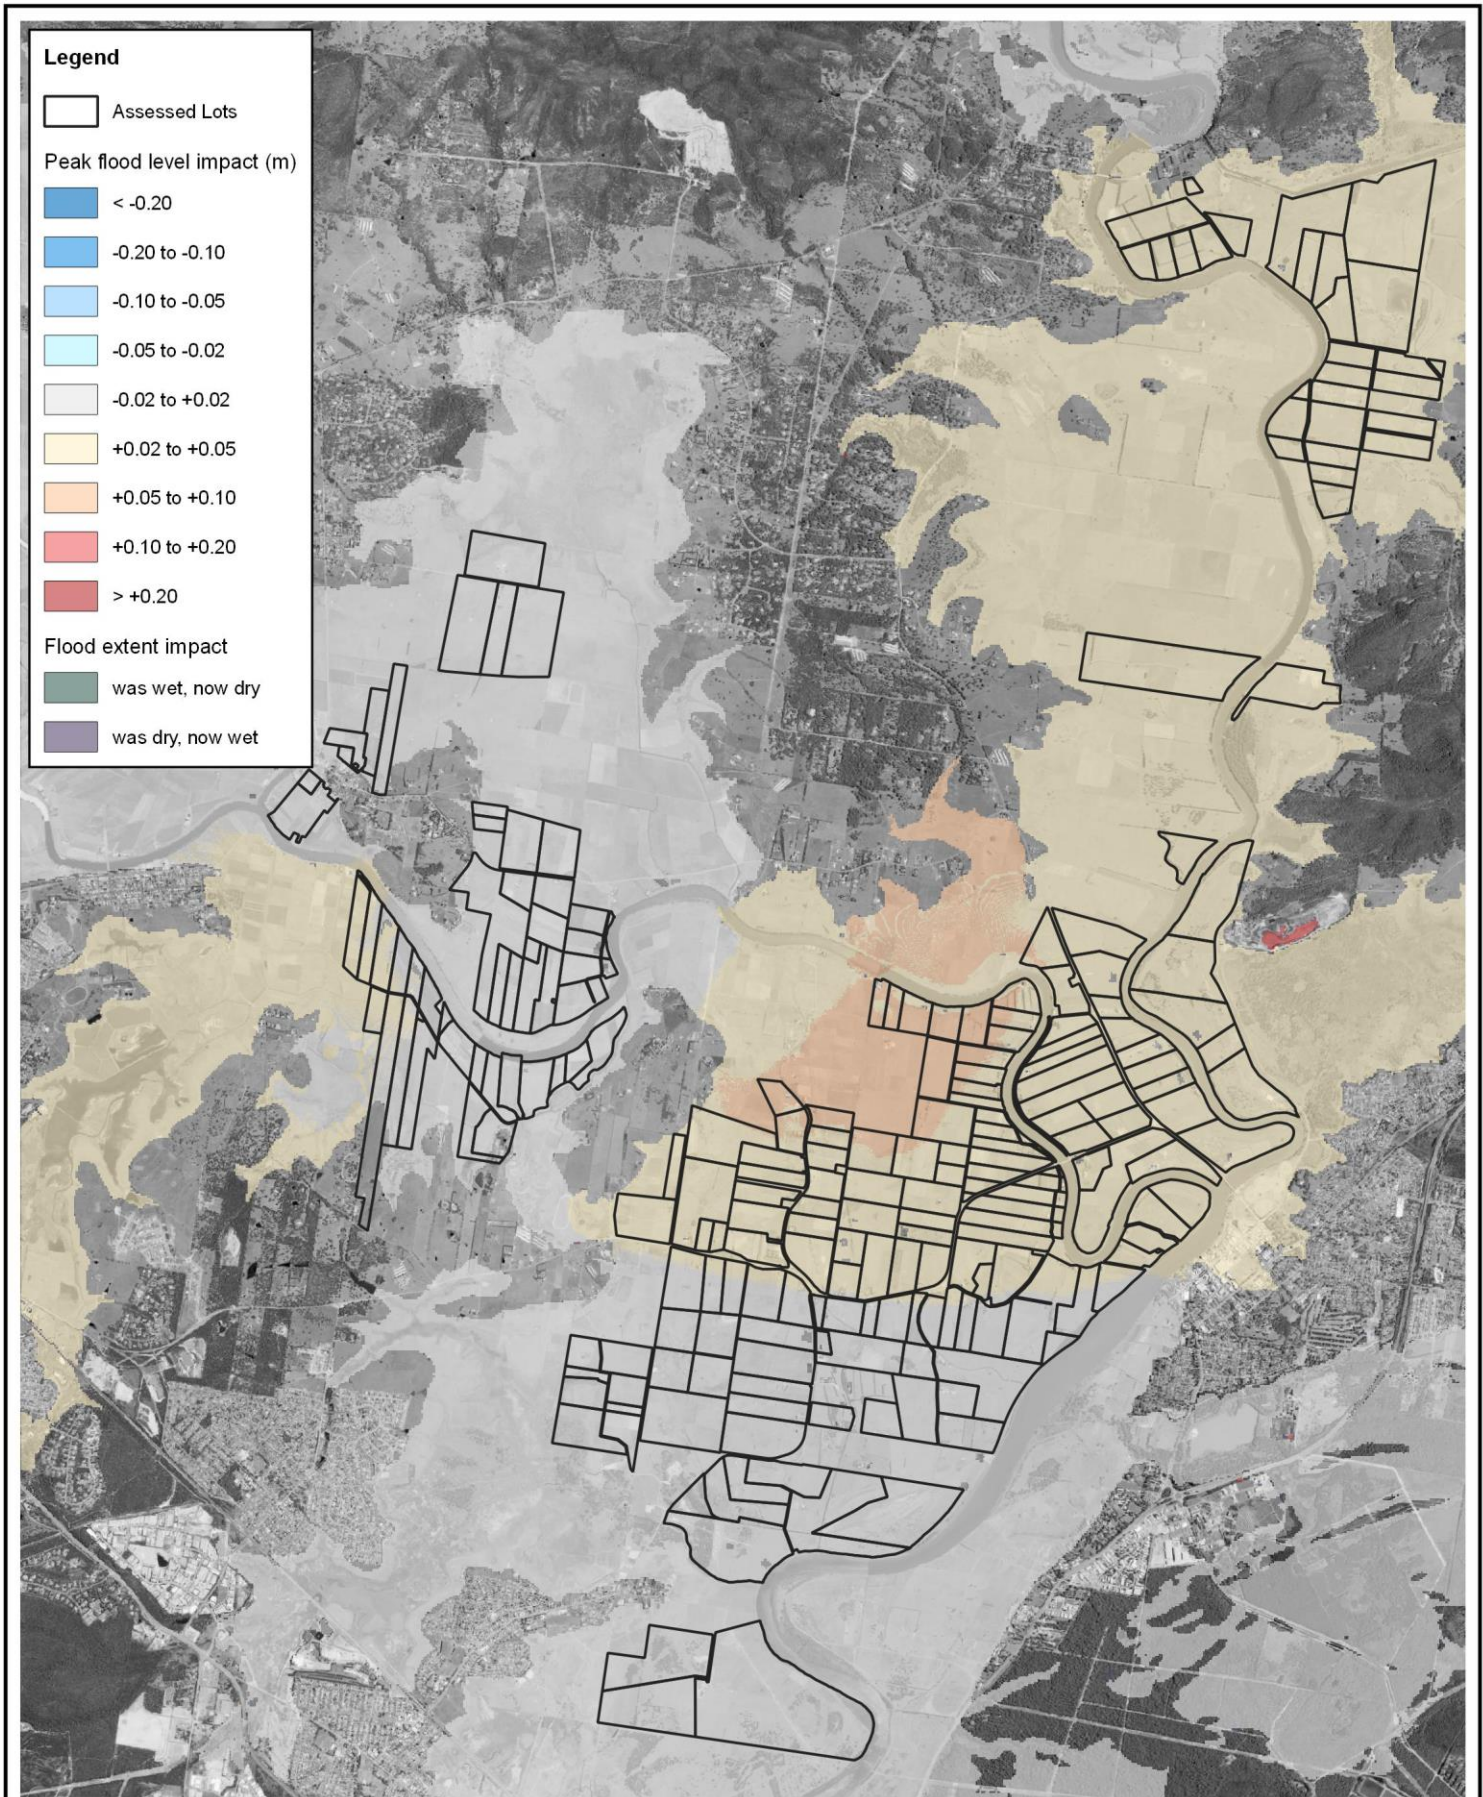 Legend
Assessed Lots
Peak flood level impact (m)
< -0.20
-0.20 to -0.10
-0.10 to -0.05
-0.05 to -0.02
-0.02 to +0.02
+0.02 to +0.05
+0.05 to +0.10
+0.10 to +0.20
> +0.20
Flood extent impact
was wet, now dry
was dry, now wet